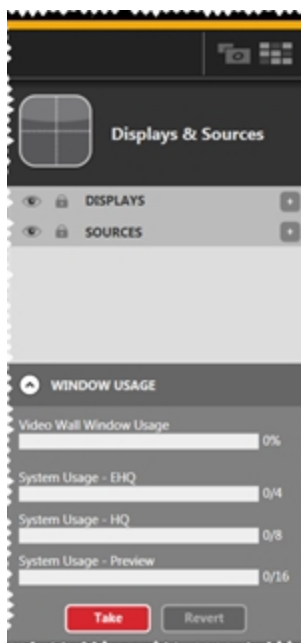 Displays & Sources
DISPLAYS
SOURCES
WINDOW USAGE
Video Wall Window Usage
0%
System Usage - EHQ
0/4
System Usage - HQ
0/8
System Usage - Preview
0/16
Take
Revert